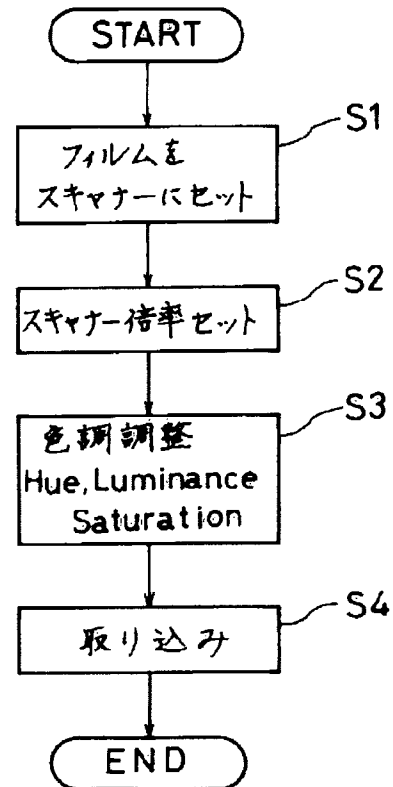 START
S1
フィルムを
スキャナーにセット
S2
スキャナー倍率セット
S3
色調調整
Hue, Luminance
Saturation
S4
取り込み
END